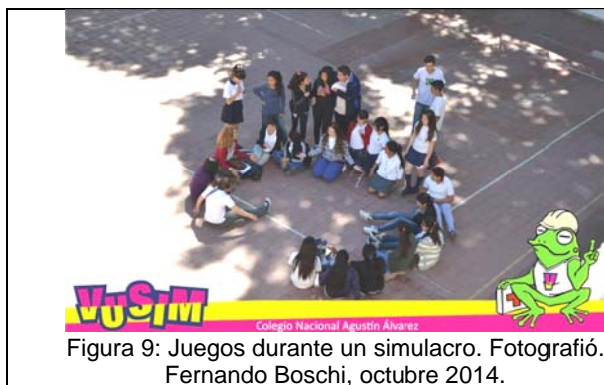 VUSIM
Colegio Nacional Agustín Álvarez
Figura 9: Juegos durante un simulacro. Fotografió.
Fernando Boschi, octubre 2014.